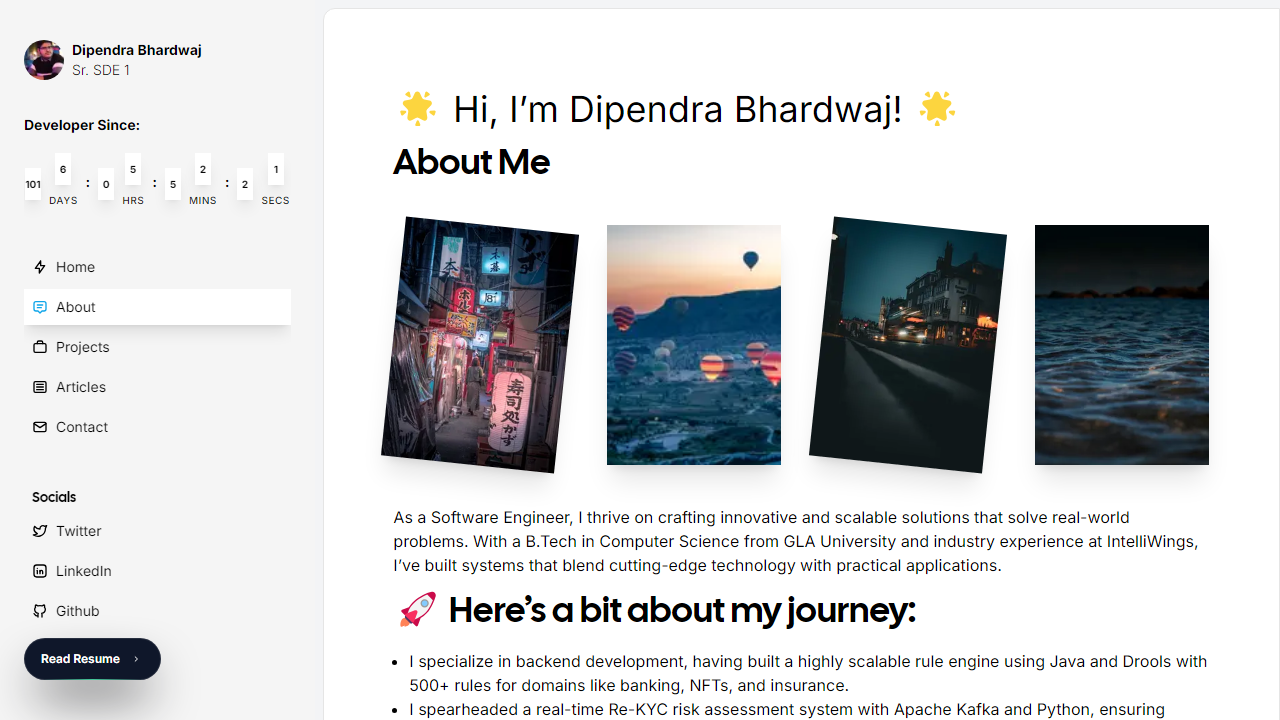 Dipendra Bhardwaj
Sr. SDE 1
Developer Since:
101 6 : 0 5 : 5 2 : 2 1
DAYS HRS MINS SECS
Home
About
Projects
Articles
Contact
Socials
Twitter
LinkedIn
Github
Read Resume
🌟 Hi, I’m Dipendra Bhardwaj! 🌟
About Me
寿司処かず
As a Software Engineer, I thrive on crafting innovative and scalable solutions that solve real-world
problems. With a B.Tech in Computer Science from GLA University and industry experience at IntelliWings,
I’ve built systems that blend cutting-edge technology with practical applications.
🚀 Here’s a bit about my journey:
• I specialize in backend development, having built a highly scalable rule engine using Java and Drools with
500+ rules for domains like banking, NFTs, and insurance.
• I spearheaded a real-time Re-KYC risk assessment system with Apache Kafka and Python, ensuring